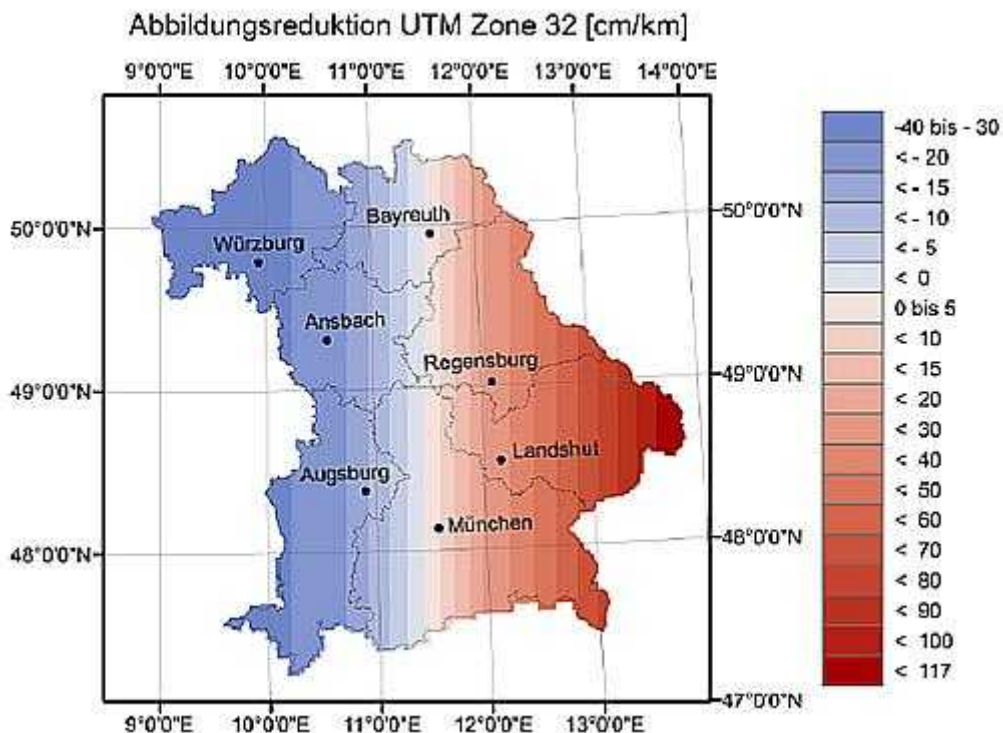 Abbildungsreduktion UTM Zone 32 [cm/km]
9°0'0"E 10°0'0"E 11°0'0"E 12°0'0"E 13°0'0"E 14°0'0"E
50°0'0"N
49°0'0"N
48°0'0"N
Bayreuth
Würzburg
Ansbach
Regensburg
Landshut
Augsburg
München
50°0'0"N
49°0'0"N
48°0'0"N
47°0'0"N
9°0'0"E 10°0'0"E 11°0'0"E 12°0'0"E 13°0'0"E
-40 bis - 30
< - 20
< - 15
< - 10
< - 5
< 0
0 bis 5
< 10
< 15
< 20
< 30
< 40
< 50
< 60
< 70
< 80
< 90
< 100
< 117